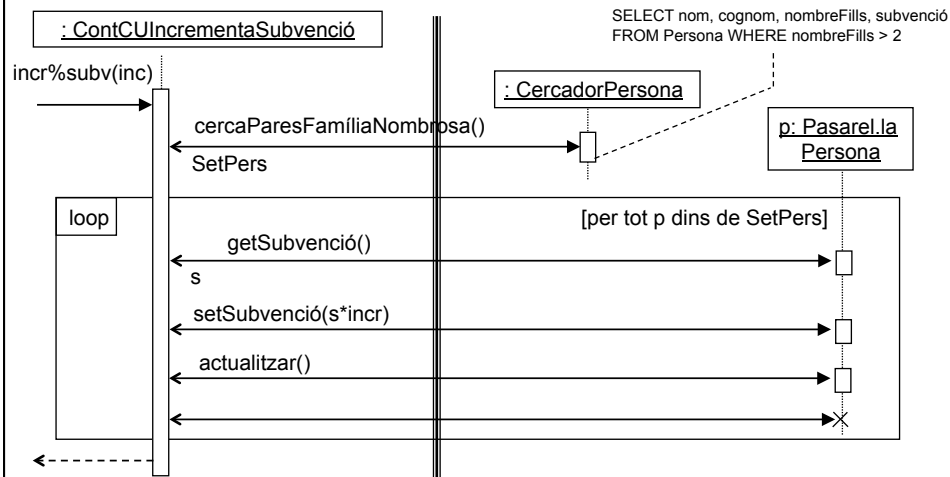 SELECT nom, cognom, nombreFills, subvenció
FROM Persona WHERE nombreFills > 2
: ContCUIncrementaSubvenció
incr%subv(inc)
: CercadorPersona
cercaParesFamíliaNombrosa()
SetPers
p: Pasarel.la
Persona
loop
[per tot p dins de SetPers]
getSubvenció()
s
setSubvenció(s*incr)
actualitzar()